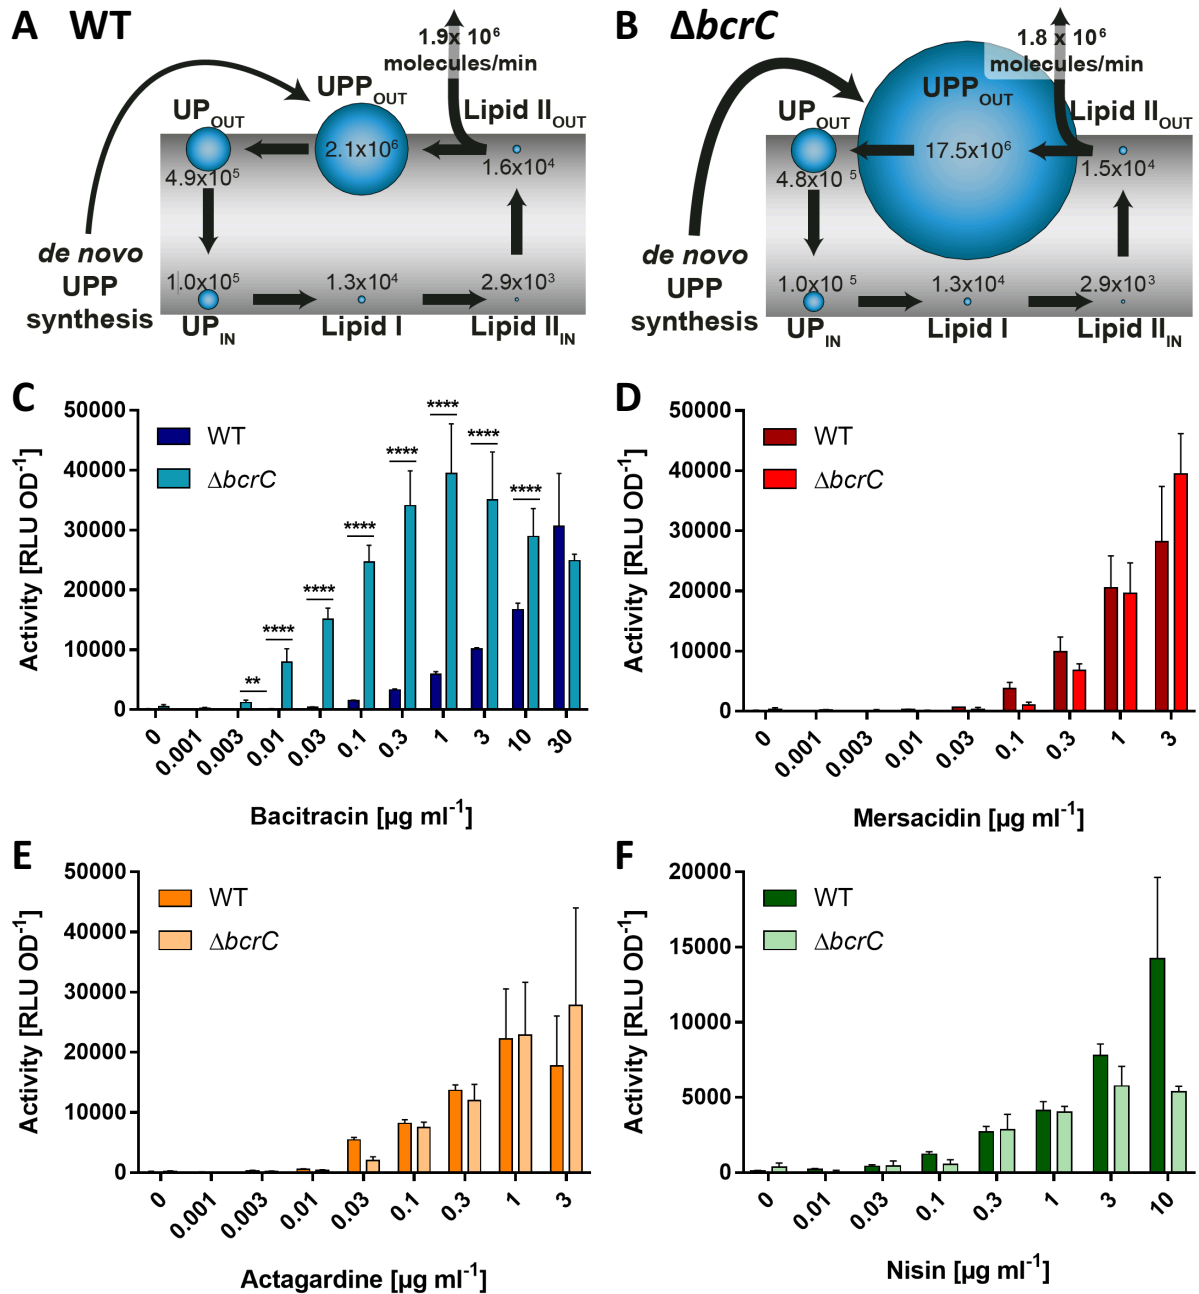 A WT
1.9x 10⁶
molecules/min
UPP_OUT
UP_OUT
Lipid II_OUT
2.1x10⁶
4.9x10⁵
1.6x10⁴
de novo
UPP
synthesis
1.0x10⁵
1.3x10⁴
2.9x10³
UP_IN
Lipid I
Lipid II_IN
B ΔbcrC
1.8 x 10⁶
molecules/min
UPP_OUT
UP_OUT
Lipid II_OUT
17.5x10⁶
4.8x10 ⁵
1.5x10⁴
de novo
UPP
synthesis
1.0x10 ⁵
1.3x10⁴
2.9x10³
UP_IN
Lipid I
Lipid II_IN
C
Activity [RLU OD⁻¹]
50000
40000
30000
20000
10000
0
WT
ΔbcrC
**
****
****
****
****
****
****
****
0 0.001 0.003 0.01 0.03 0.1 0.3 1 3 10 30
Bacitracin [µg ml⁻¹]
D
Activity [RLU OD⁻¹]
50000
40000
30000
20000
10000
0
WT
ΔbcrC
0 0.001 0.003 0.01 0.03 0.1 0.3 1 3
Mersacidin [µg ml⁻¹]
E
Activity [RLU OD⁻¹]
50000
40000
30000
20000
10000
0
WT
ΔbcrC
0 0.001 0.003 0.01 0.03 0.1 0.3 1 3
Actagardine [µg ml⁻¹]
F
Activity [RLU OD⁻¹]
20000
15000
10000
5000
0
WT
ΔbcrC
0 0.01 0.03 0.1 0.3 1 3 10
Nisin [µg ml⁻¹]